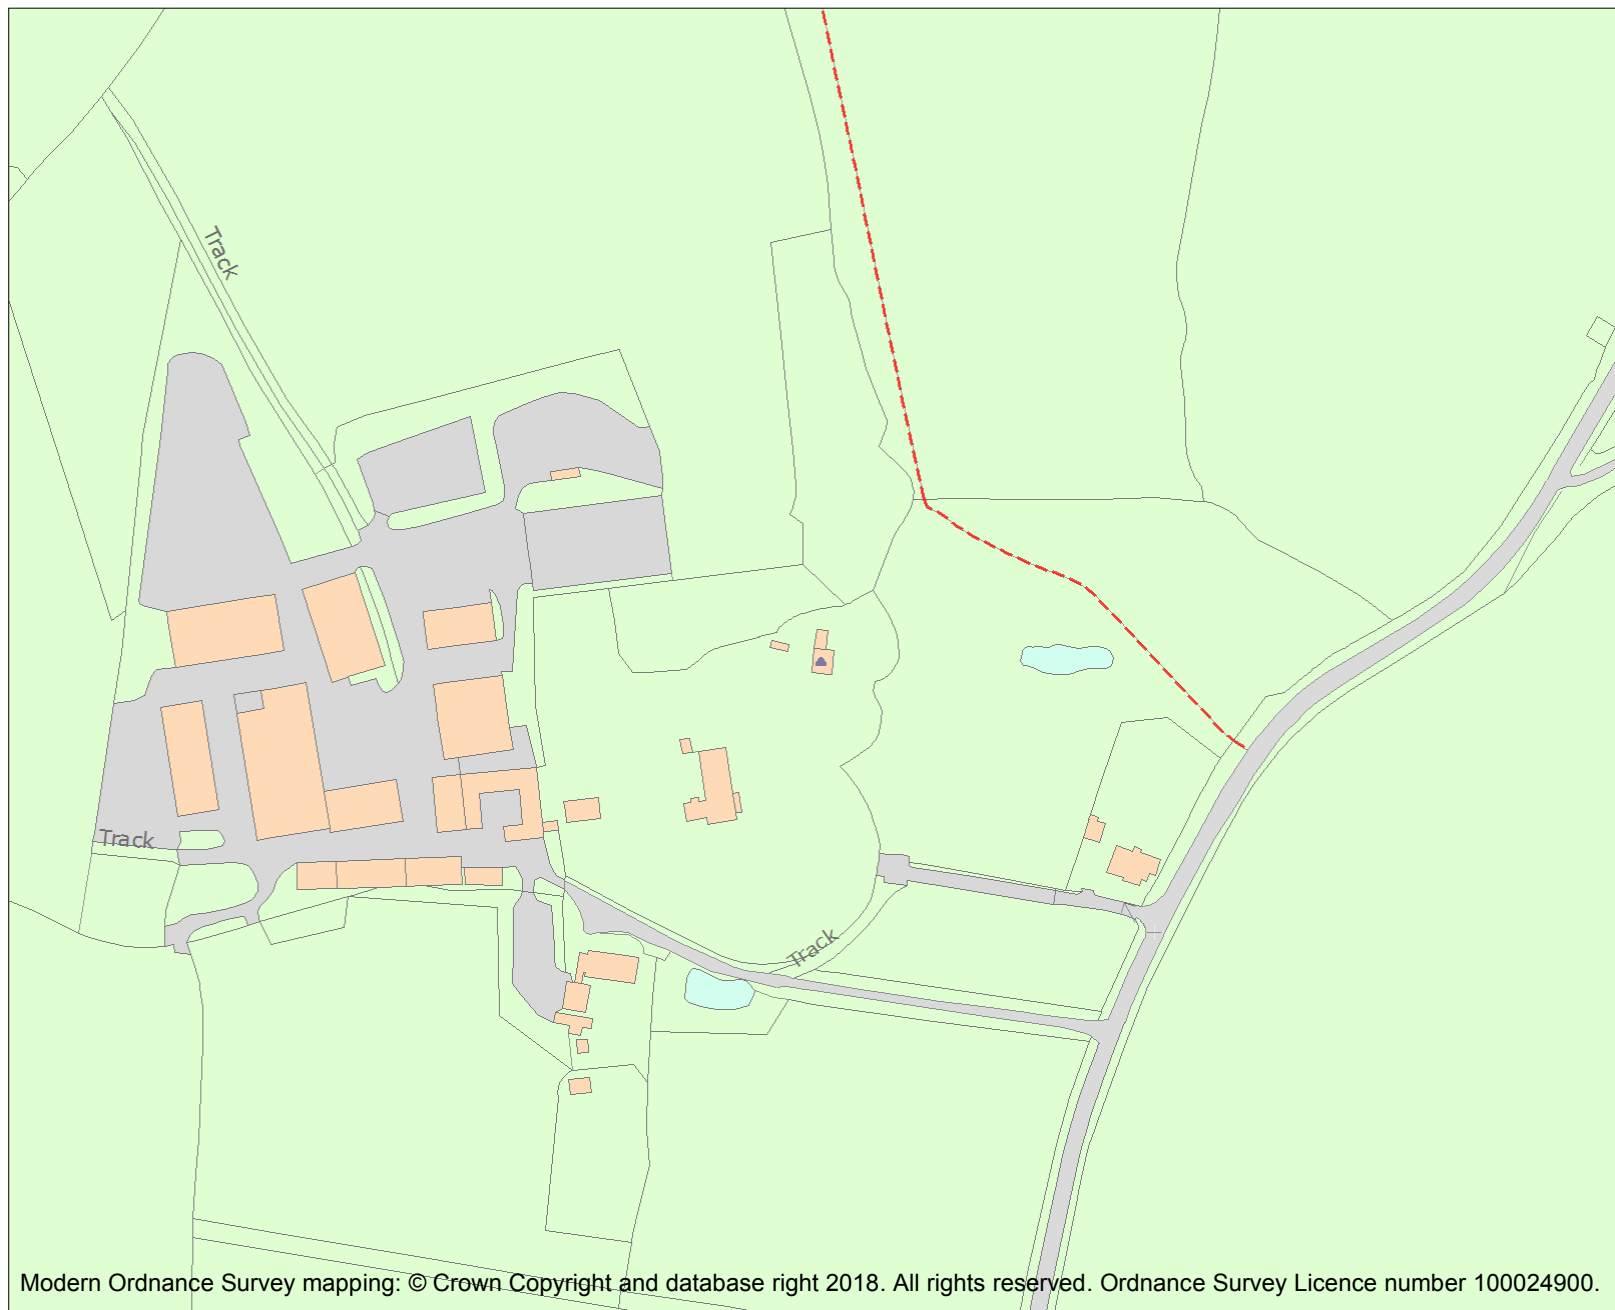 Track
Track
Track
Modern Ordnance Survey mapping: © Crown Copyright and database right 2018. All rights reserved. Ordnance Survey Licence number 100024900.